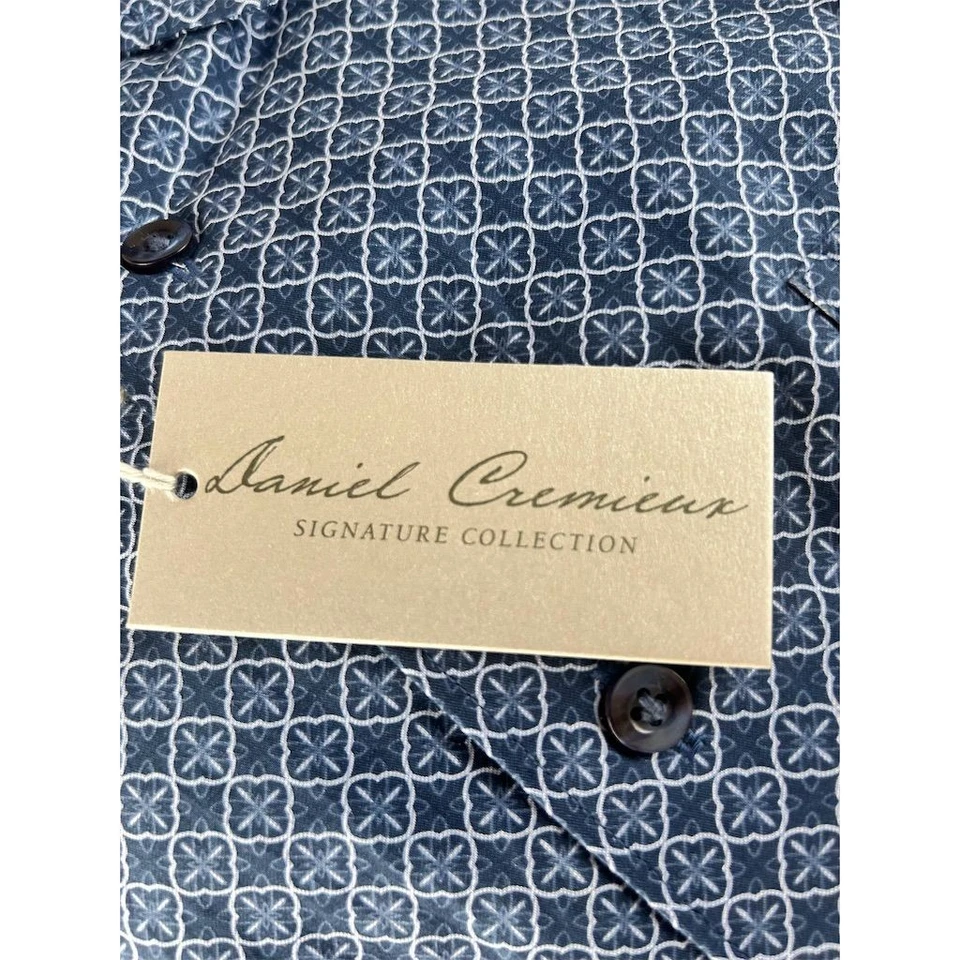 Daniel Cremieux
SIGNATURE COLLECTION